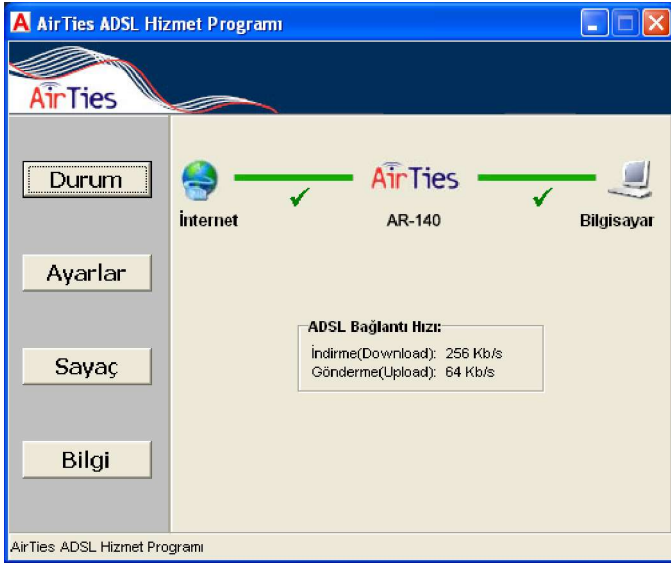 AirTies ADSL Hizmet Programı
AirTies
Durum
Ayarlar
Sayaç
Bilgi
AirTies
İnternet
AR-140
Bilgisayar
ADSL Bağlantı Hızı:
İndirme(Download): 256 Kb/s
Gönderme(Upload): 64 Kb/s
AirTies ADSL Hizmet Programı